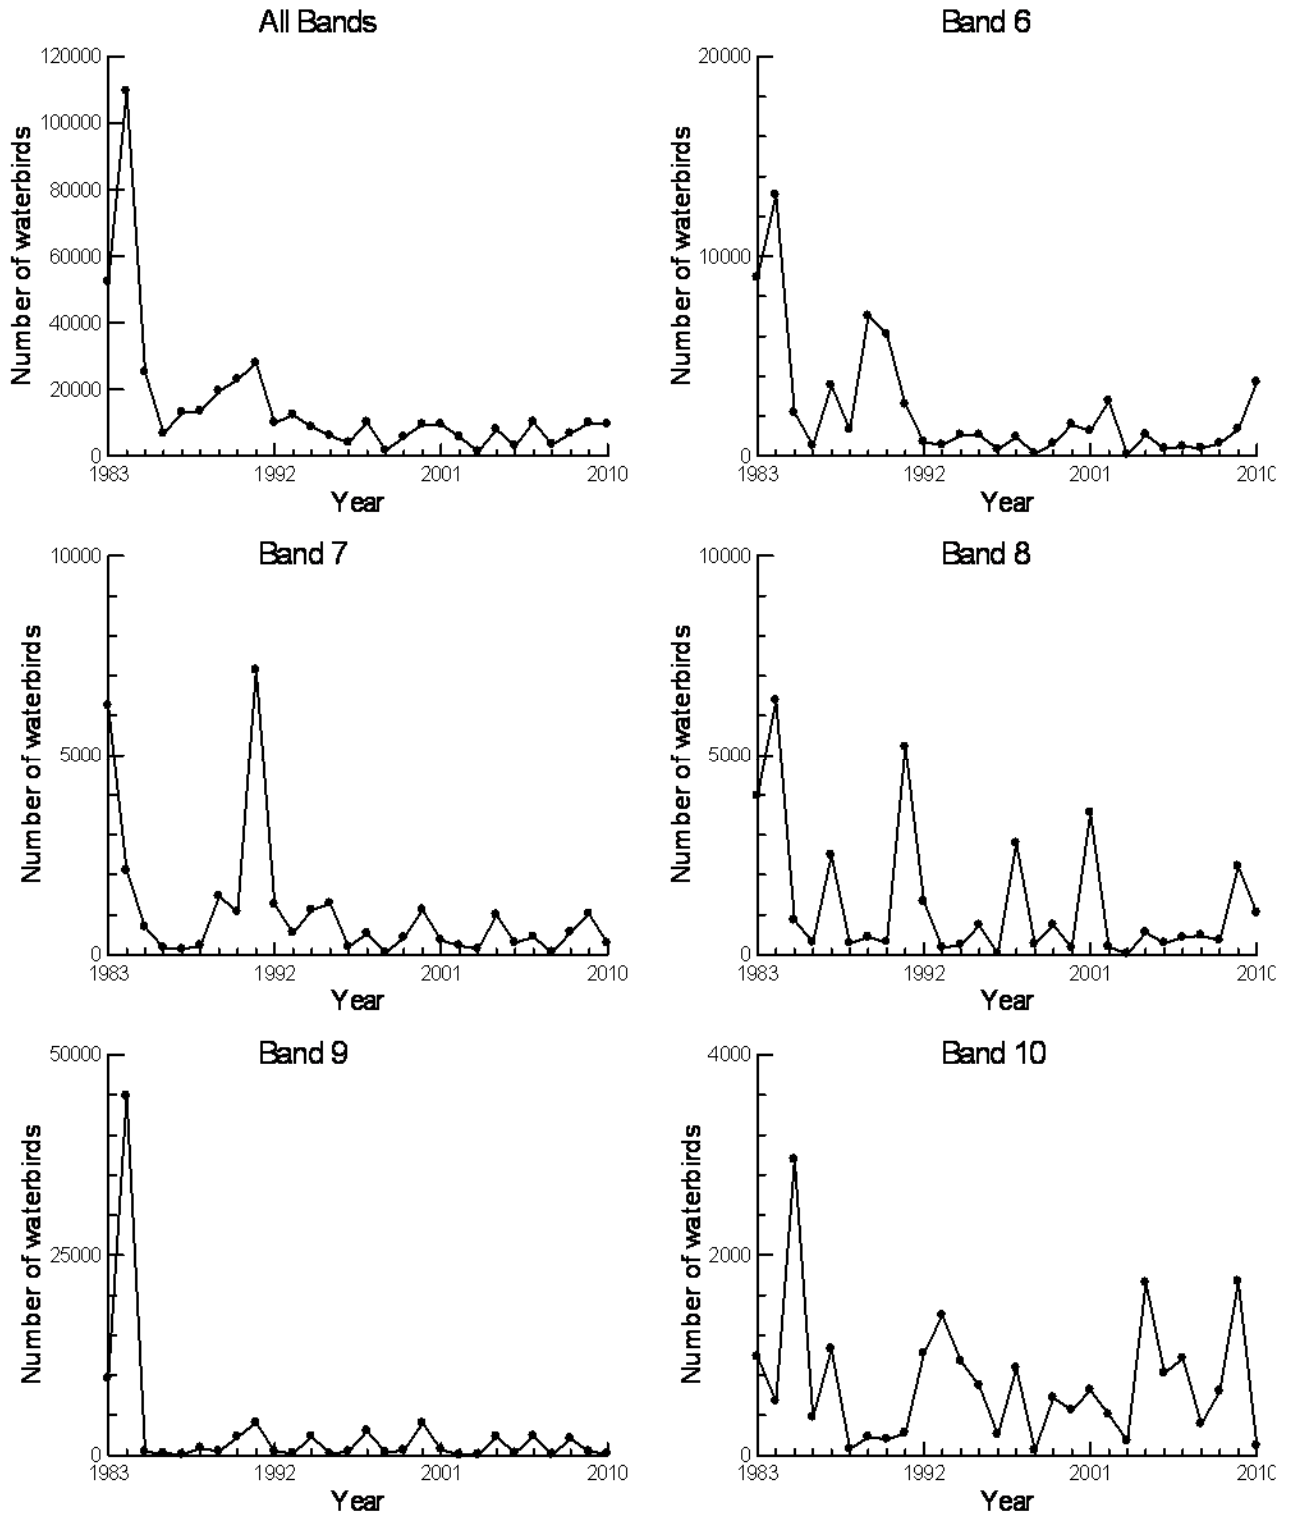 All Bands
120000
100000
80000
60000
40000
20000
0
Number of waterbirds
1983 1992 2001 2010
Year
Band 6
20000
10000
0
Number of waterbirds
1983 1992 2001 2010
Year
Band 7
10000
5000
0
Number of waterbirds
1983 1992 2001 2010
Year
Band 8
10000
5000
0
Number of waterbirds
1983 1992 2001 2010
Year
Band 9
50000
25000
0
Number of waterbirds
1983 1992 2001 2010
Year
Band 10
4000
2000
0
Number of waterbirds
1983 1992 2001 2010
Year